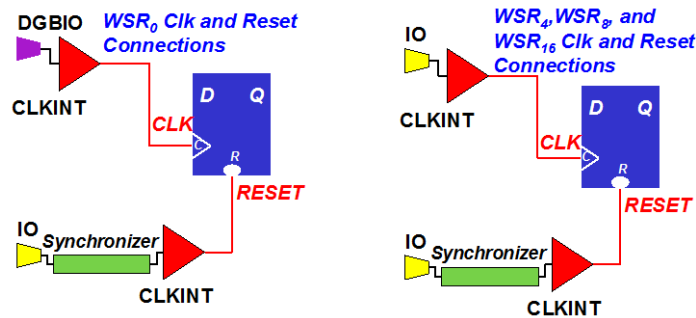 DGBIO
WSR0 Clk and Reset
Connections
CLKINT
D Q
CLK
C
R
RESET
IO
Synchronizer
CLKINT
IO
WSR4,WSR8, and
WSR16 Clk and Reset
Connections
CLKINT
D Q
CLK
C
R
RESET
IO
Synchronizer
CLKINT